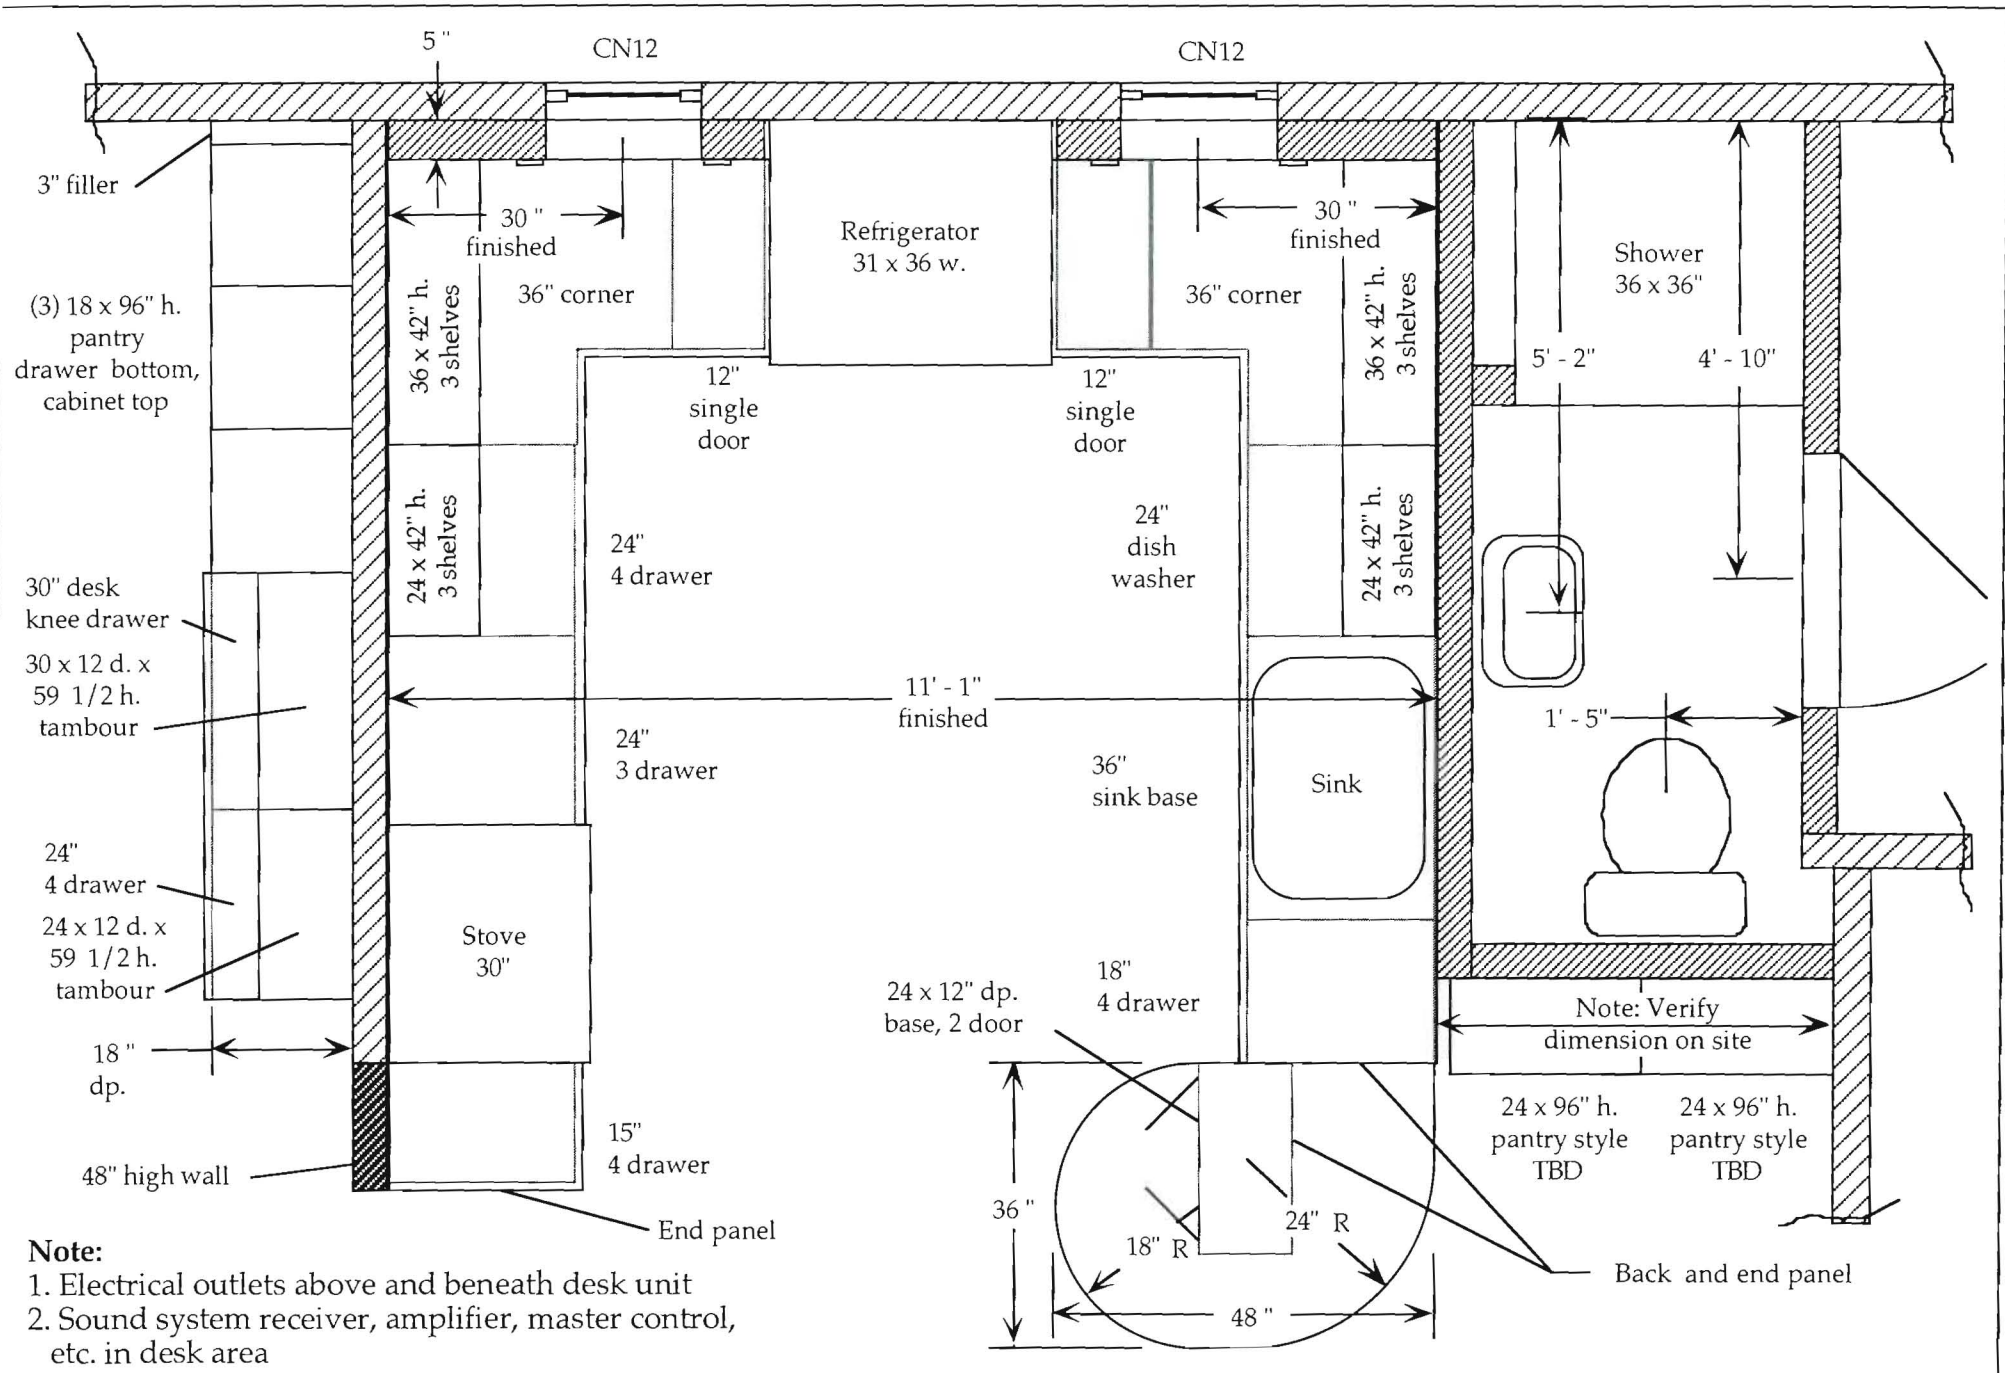 5 "
CN12
CN12
3" filler
30 "
finished
Refrigerator
31 x 36 w.
30 "
finished
Shower
36 x 36"
36 x 42" h.
3 shelves
36" corner
36" corner
36 x 42" h.
3 shelves
(3) 18 x 96" h.
pantry
drawer bottom,
cabinet top
5' - 2"
4' - 10"
12"
single
door
12"
single
door
24 x 42" h.
3 shelves
24"
4 drawer
24"
dish
washer
24 x 42" h.
3 shelves
30" desk
knee drawer
30 x 12 d. x
59 1/2 h.
tambour
11' - 1"
finished
1' - 5"
24"
3 drawer
36"
sink base
Sink
24"
4 drawer
24 x 12 d. x
59 1/2 h.
tambour
Stove
30"
24 x 12" dp.
base, 2 door
18"
4 drawer
Note: Verify
dimension on site
18 "
dp.
24 x 96" h.
pantry style
TBD
24 x 96" h.
pantry style
TBD
48" high wall
15"
4 drawer
36 "
24" R
18" R
End panel
48 "
Back and end panel
Note:
1. Electrical outlets above and beneath desk unit
2. Sound system receiver, amplifier, master control,
etc. in desk area